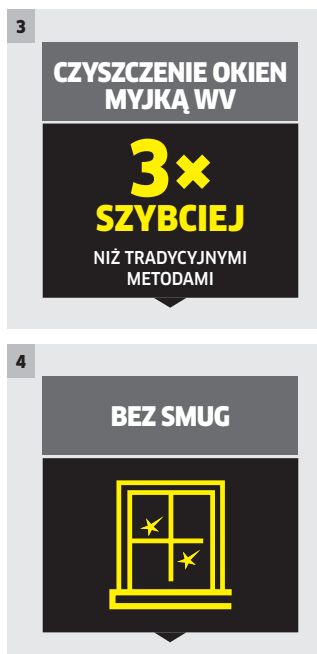 3
CZYSZCZENIE OKIEN
MYJKĄ WV
3×
SZYBCIEJ
NIŻ TRADYCYJNYMI
METODAMI
4
BEZ SMUG